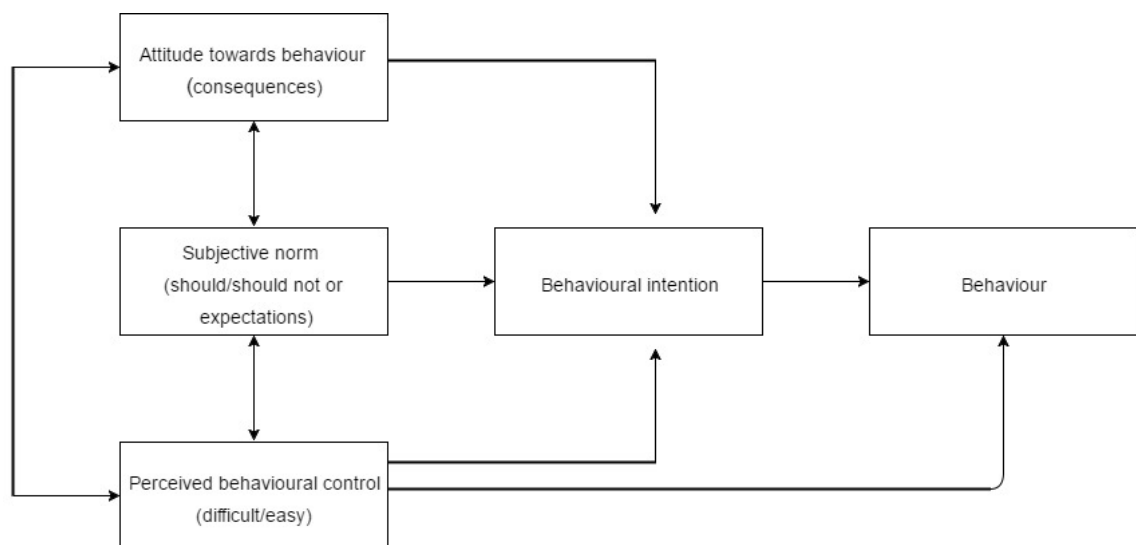 Attitude towards behaviour
(consequences)
Subjective norm
(should/should not or
expectations)
Behavioural intention
Behaviour
Perceived behavioural control
(difficult/easy)